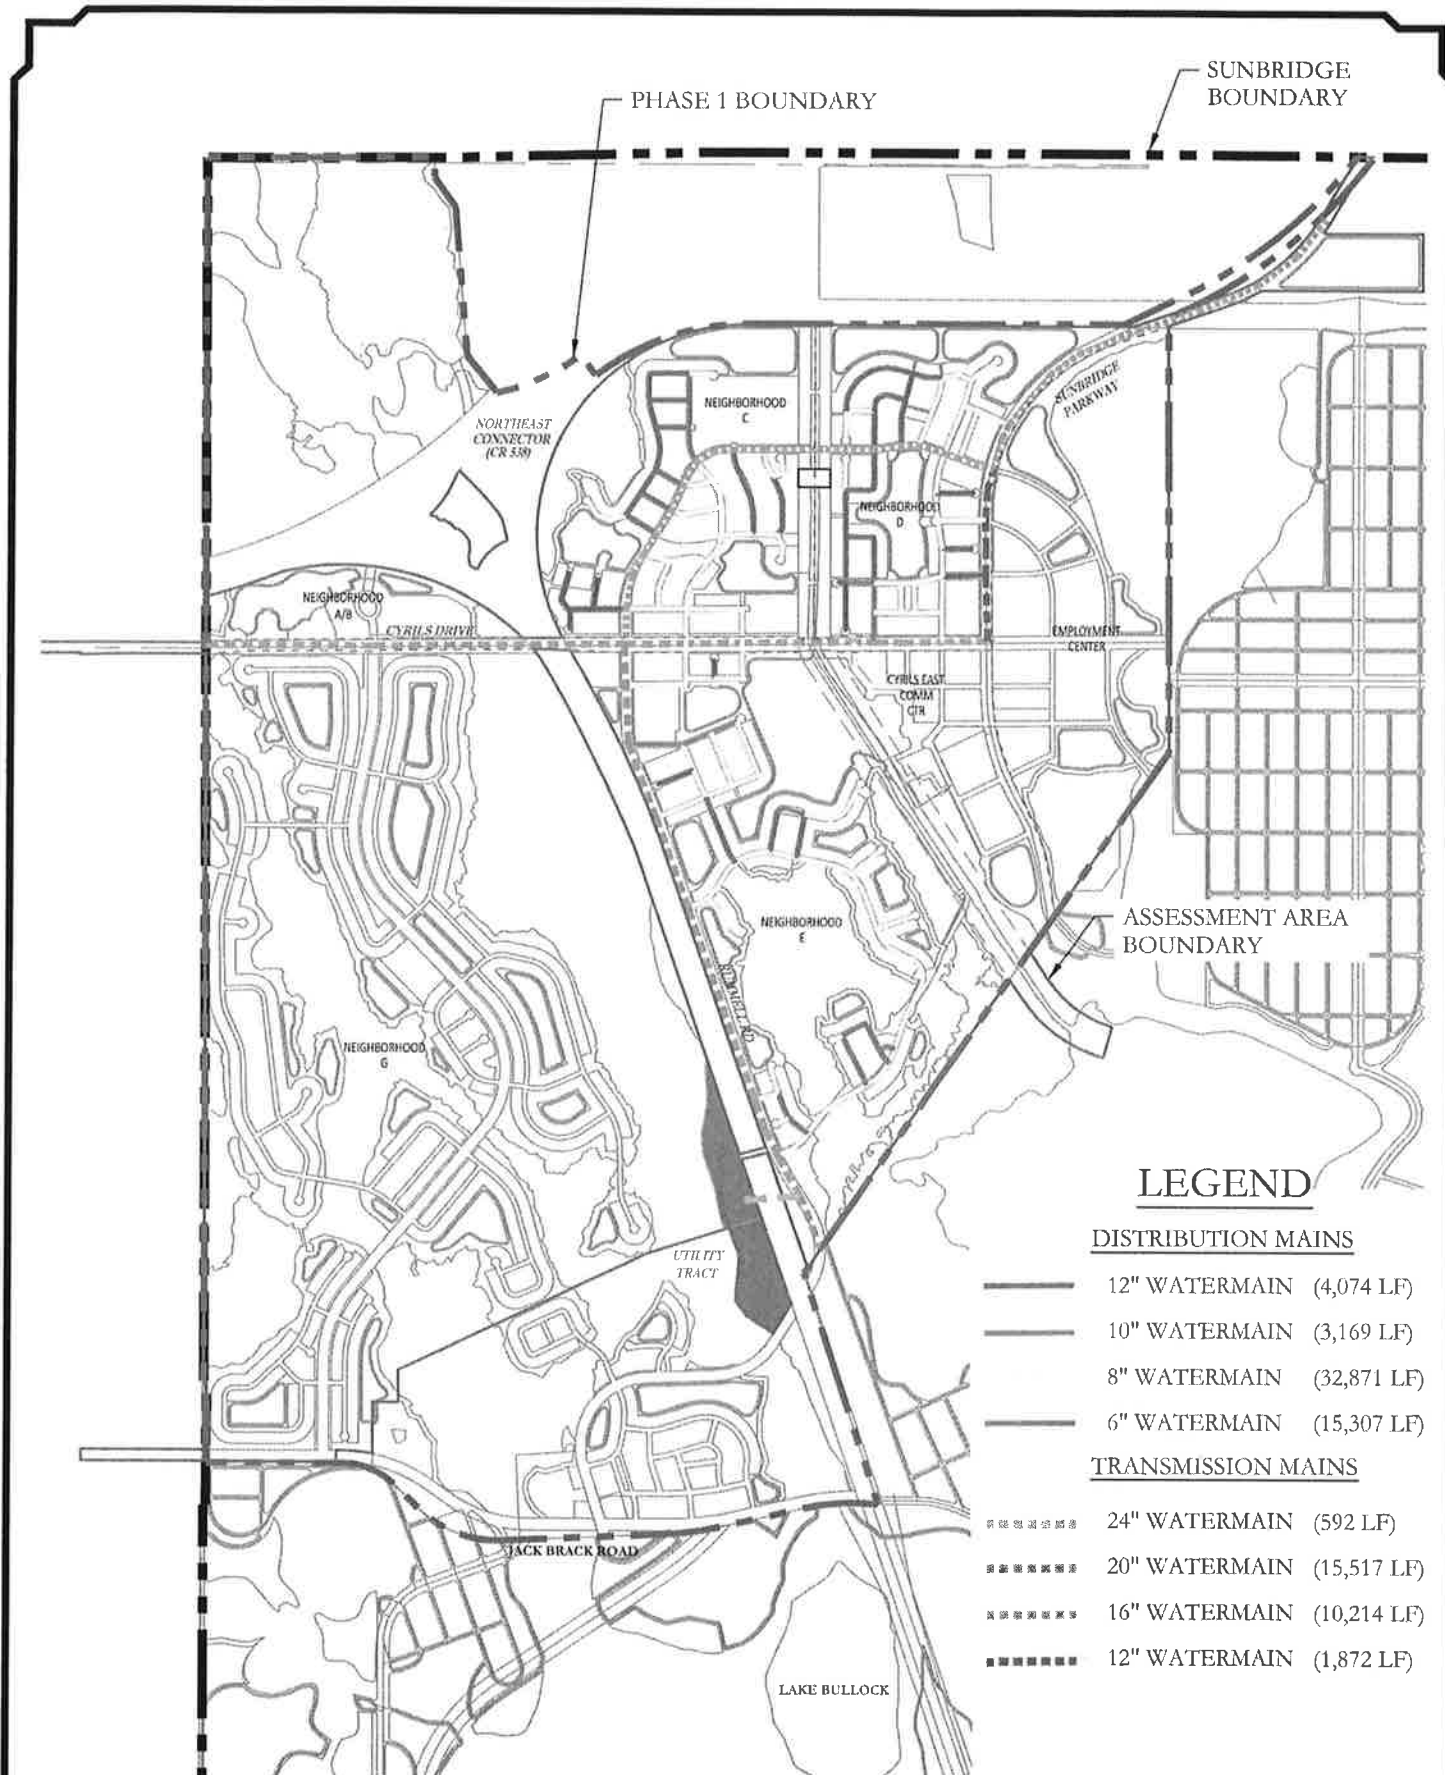 SUNBRIDGE
BOUNDARY
PHASE 1 BOUNDARY
SUNBRIDGE
PARKWAY
NEIGHBORHOOD
C
NORTHEAST
CONNECTOR
(CR 538)
NEIGHBORHOOD
D
NEIGHBORHOOD
A/B
CYRILS DRIVE
EMPLOYMENT
CENTER
CYRILS EAST
COMM
CTR
ASSESSMENT AREA
BOUNDARY
NEIGHBORHOOD
E
RUMMELL RD
NEIGHBORHOOD
G
UTILITY
TRACT
JACK BRACK ROAD
LAKE BULLOCK
LEGEND
DISTRIBUTION MAINS
12" WATERMAIN (4,074 LF)
10" WATERMAIN (3,169 LF)
8" WATERMAIN (32,871 LF)
6" WATERMAIN (15,307 LF)
TRANSMISSION MAINS
24" WATERMAIN (592 LF)
20" WATERMAIN (15,517 LF)
16" WATERMAIN (10,214 LF)
12" WATERMAIN (1,872 LF)